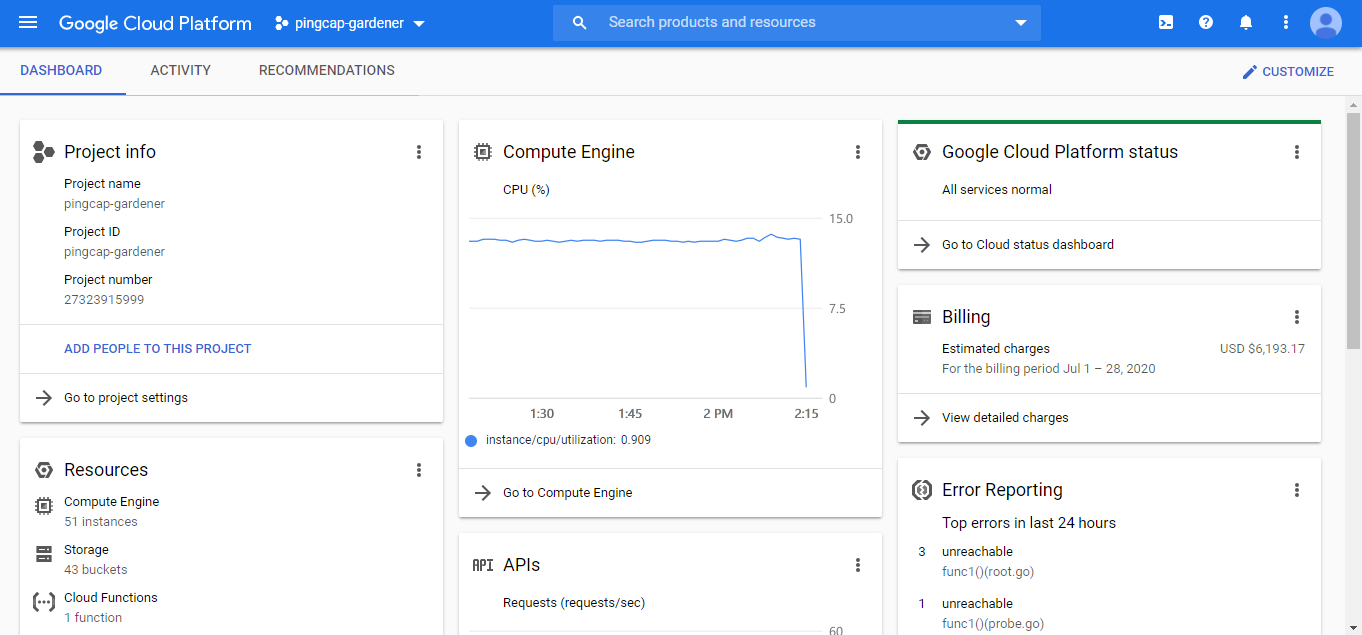 Google Cloud Platform
pingcap-gardener
Search products and resources
DASHBOARD
ACTIVITY
RECOMMENDATIONS
CUSTOMIZE
Project info
Project name
pingcap-gardener
Project ID
pingcap-gardener
Project number
27323915999
ADD PEOPLE TO THIS PROJECT
Go to project settings
Resources
Compute Engine
51 instances
Storage
43 buckets
Cloud Functions
1 function
Compute Engine
CPU (%)
15.0
7.5
0
1:30 1:45 2 PM 2:15
instance/cpu/utilization: 0.909
Go to Compute Engine
API APIs
Requests (requests/sec)
60
Google Cloud Platform status
All services normal
Go to Cloud status dashboard
Billing
Estimated charges USD $6,193.17
For the billing period Jul 1 – 28, 2020
View detailed charges
Error Reporting
Top errors in last 24 hours
3 unreachable
func1()(root.go)
1 unreachable
func1()(probe.go)